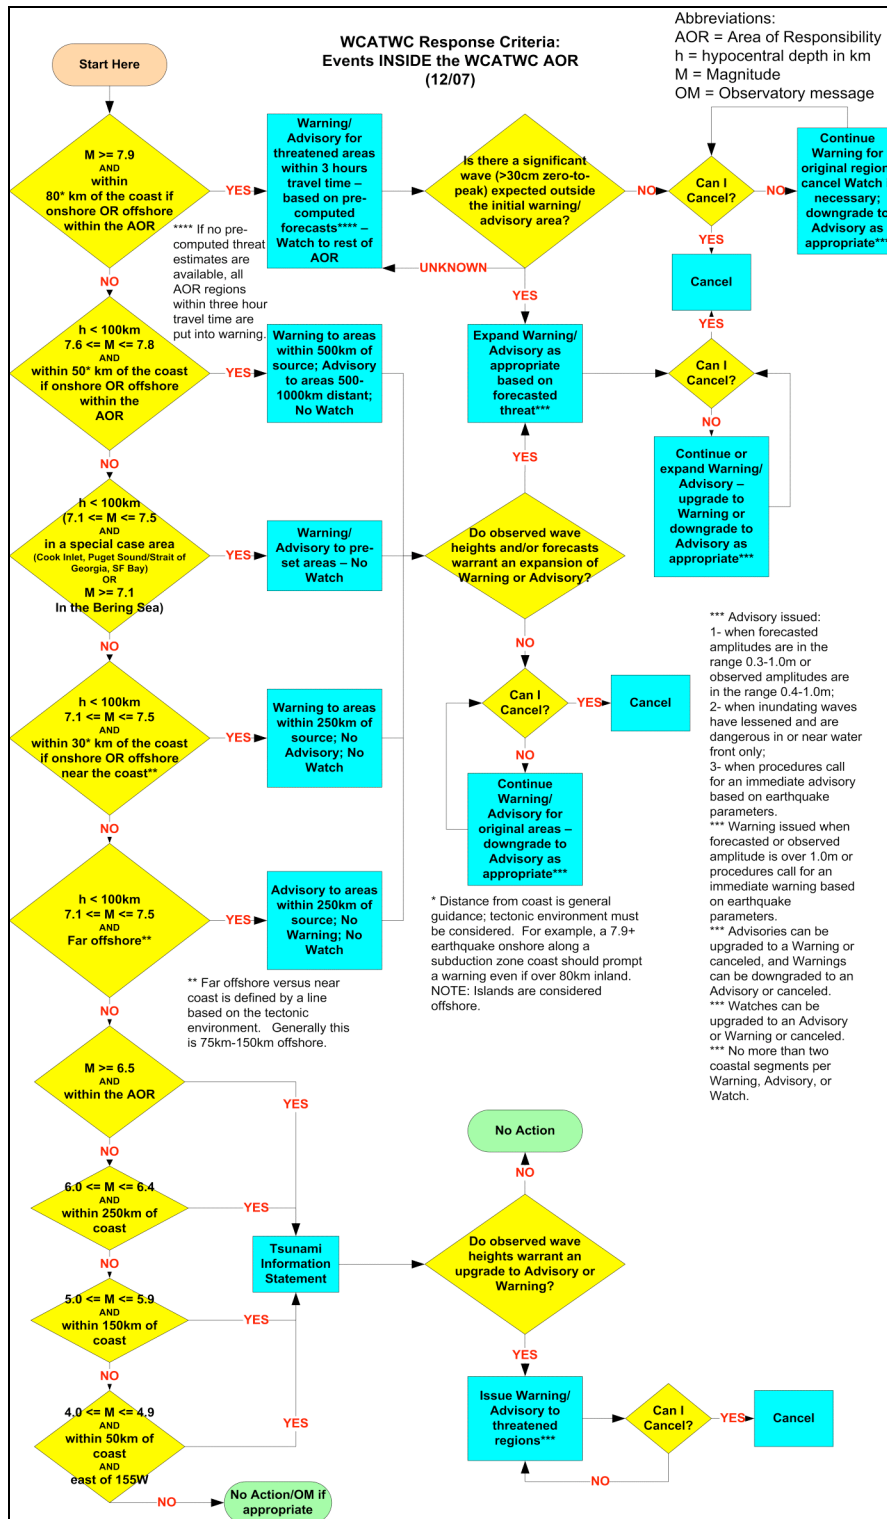 WCATWC Response Criteria:
Events INSIDE the WCATWC AOR
(12/07)
Abbreviations:
AOR = Area of Responsibility
h = hypocentral depth in km
M = Magnitude
OM = Observatory message
Start Here
M >= 7.9
AND
within
80* km of the coast if
onshore OR offshore
within the AOR
YES
Warning/
Advisory for
threatened areas
within 3 hours
travel time –
based on pre-
computed
forecasts**** –
Watch to rest of
AOR
Is there a significant
wave (>30cm zero-to-
peak) expected outside
the initial warning/
advisory area?
NO
Can I
Cancel?
NO
Continue
Warning for
original region
cancel Watch
necessary;
downgrade to
Advisory as
appropriate***
YES
Cancel
UNKNOWN
YES
**** If no pre-
computed threat
estimates are
available, all
AOR regions
within three hour
travel time are
put into warning.
NO
h < 100km
7.6 <= M <= 7.8
AND
within 50* km of the coast
if onshore OR offshore
within the
AOR
YES
Warning to areas
within 500km of
source; Advisory
to areas 500-
1000km distant;
No Watch
Expand Warning/
Advisory as
appropriate
based on
forecasted
threat***
YES
Can I
Cancel?
NO
Continue or
expand Warning/
Advisory –
upgrade to
Warning or
downgrade to
Advisory as
appropriate***
YES
NO
h < 100km
(7.1 <= M <= 7.5
AND
in a special case area
(Cook Inlet, Puget Sound/Strait of
Georgia, SF Bay)
OR
M >= 7.1
In the Bering Sea)
YES
Warning/
Advisory to pre-
set areas – No
Watch
Do observed wave
heights and/or forecasts
warrant an expansion of
Warning or Advisory?
NO
Can I
Cancel?
YES
Cancel
NO
Continue
Warning/
Advisory for
original areas –
downgrade to
Advisory as
appropriate***
NO
h < 100km
7.1 <= M <= 7.5
AND
within 30* km of the coast
if onshore OR offshore
near the coast**
YES
Warning to areas
within 250km of
source; No
Advisory; No
Watch
NO
h < 100km
7.1 <= M <= 7.5
AND
Far offshore**
YES
Advisory to areas
within 250km of
source; No
Warning; No
Watch
*** Advisory issued:
1- when forecasted
amplitudes are in the
range 0.3-1.0m or
observed amplitudes are
in the range 0.4-1.0m;
2- when inundating waves
have lessened and are
dangerous in or near water
front only;
3- when procedures call
for an immediate advisory
based on earthquake
parameters.
*** Warning issued when
forecasted or observed
amplitude is over 1.0m or
procedures call for an
immediate warning based
on earthquake
parameters.
*** Advisories can be
upgraded to a Warning or
canceled, and Warnings
can be downgraded to an
Advisory or canceled.
*** Watches can be
upgraded to an Advisory
or Warning or canceled.
*** No more than two
coastal segments per
Warning, Advisory, or
Watch.
* Distance from coast is general
guidance; tectonic environment must
be considered. For example, a 7.9+
earthquake onshore along a
subduction zone coast should prompt
a warning even if over 80km inland.
NOTE: Islands are considered
offshore.
** Far offshore versus near
coast is defined by a line
based on the tectonic
environment. Generally this
is 75km-150km offshore.
NO
M >= 6.5
AND
within the AOR
YES
NO
6.0 <= M <= 6.4
AND
within 250km of
coast
YES
NO
5.0 <= M <= 5.9
AND
within 150km of
coast
YES
NO
4.0 <= M <= 4.9
AND
within 50km of
coast
AND
east of 155W
YES
NO
No Action/OM if
appropriate
Tsunami
Information
Statement
No Action
NO
Do observed wave
heights warrant an
upgrade to Advisory or
Warning?
YES
Issue Warning/
Advisory to
threatened
regions***
Can I
Cancel?
YES
Cancel
NO